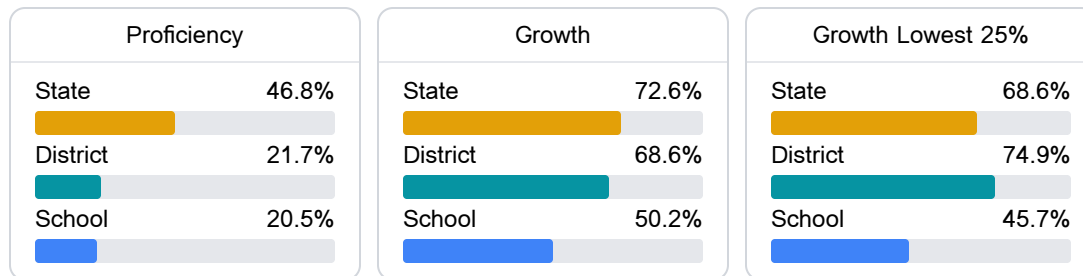 Proficiency
State 46.8%
District 21.7%
School 20.5%
Growth
State 72.6%
District 68.6%
School 50.2%
Growth Lowest 25%
State 68.6%
District 74.9%
School 45.7%